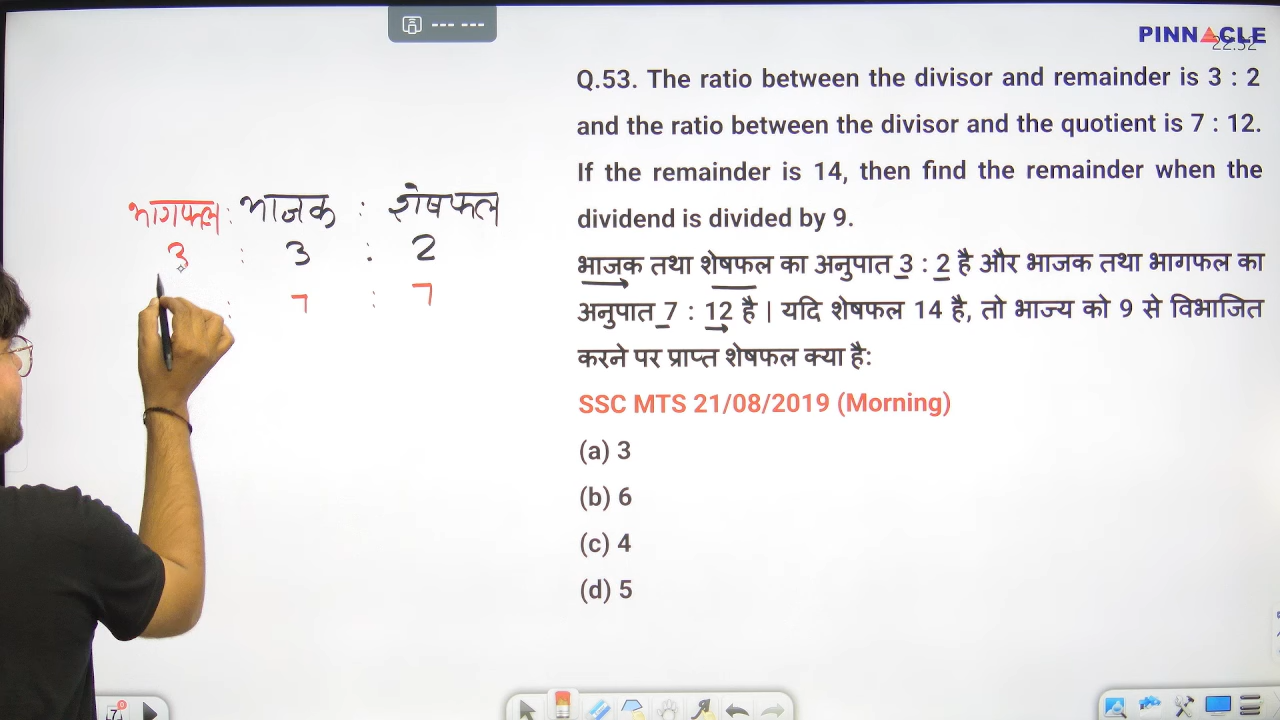 PINNACLE
22:52
Q.53. The ratio between the divisor and remainder is 3 : 2
and the ratio between the divisor and the quotient is 7 : 12.
If the remainder is 14, then find the remainder when the
dividend is divided by 9.
भाजक तथा शेषफल का अनुपात 3 : 2 है और भाजक तथा भागफल का
अनुपात 7 : 12 है | यदि शेषफल 14 है, तो भाज्य को 9 से विभाजित
करने पर प्राप्त शेषफल क्या है:
SSC MTS 21/08/2019 (Morning)
(a) 3
(b) 6
(c) 4
(d) 5
भागफल : भाजक : शेषफल
3 : 3 : 2
: 7 : 7